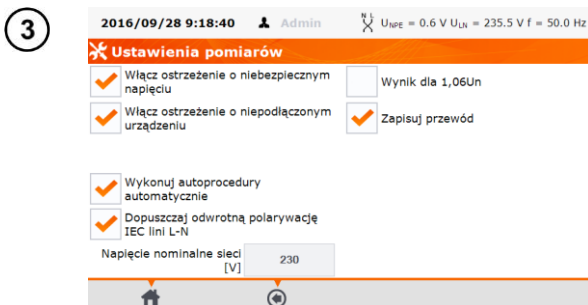 3
2016/09/28 9:18:40 Admin N L UNPE = 0.6 V ULN = 235.5 V f = 50.0 Hz
Ustawienia pomiarów
Włącz ostrzeżenie o niebezpiecznym
napięciu
Wynik dla 1,06Un
Włącz ostrzeżenie o niepodłączonym
urządzeniu
Zapisuj przewód
Wykonuj autoprocedury
automatycznie
Dopuszczaj odwrotną polarywację
IEC lini L-N
Napięcie nominalne sieci
[V]
230